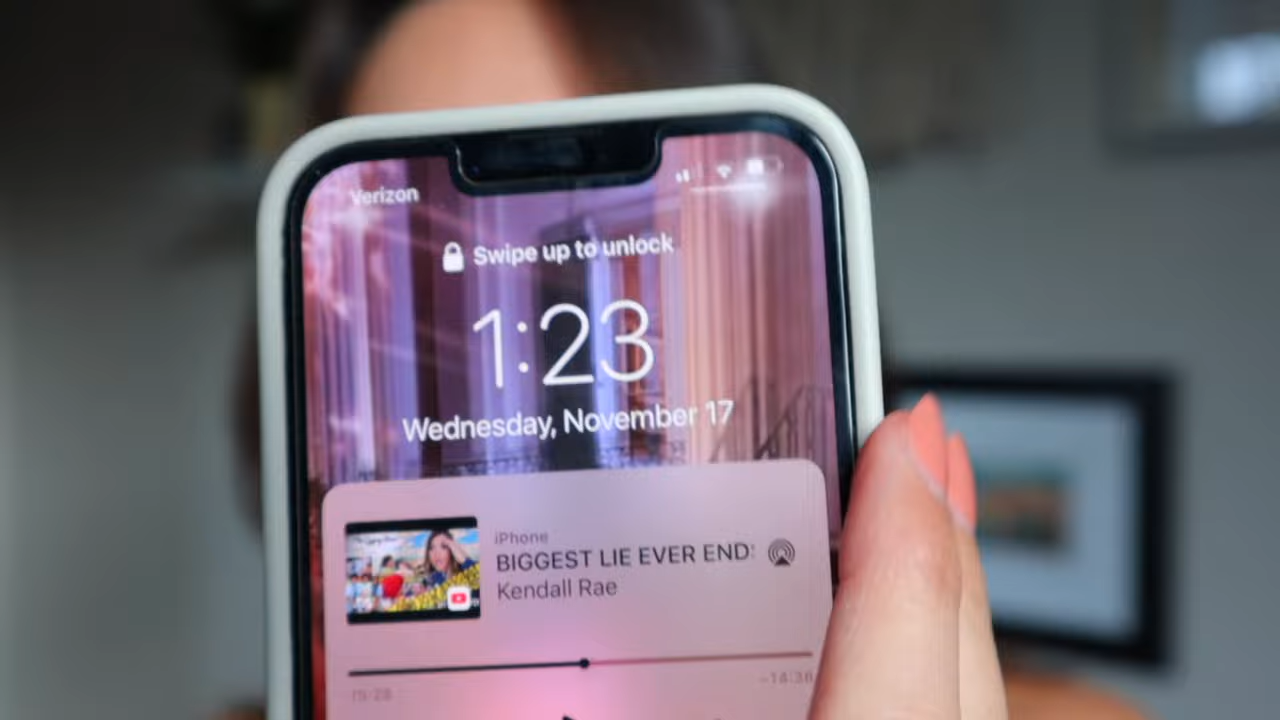 Verizon
Swipe up to unlock
1:23
Wednesday, November 17
iPhone
BIGGEST LIE EVER END
Kendall Rae
15:28
-14:36